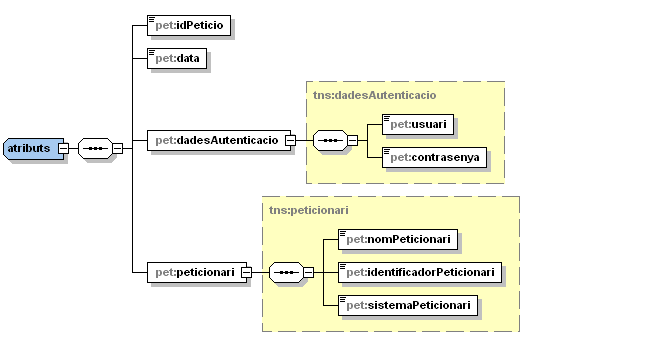 pet:idPeticio
pet:data
tns:dadesAutenticacio
pet:usuari
atributs
pet:dadesAutenticacio
pet:contrasenya
tns:peticionari
pet:nomPeticionari
pet:peticionari
pet:identificadorPeticionari
pet:sistemaPeticionari